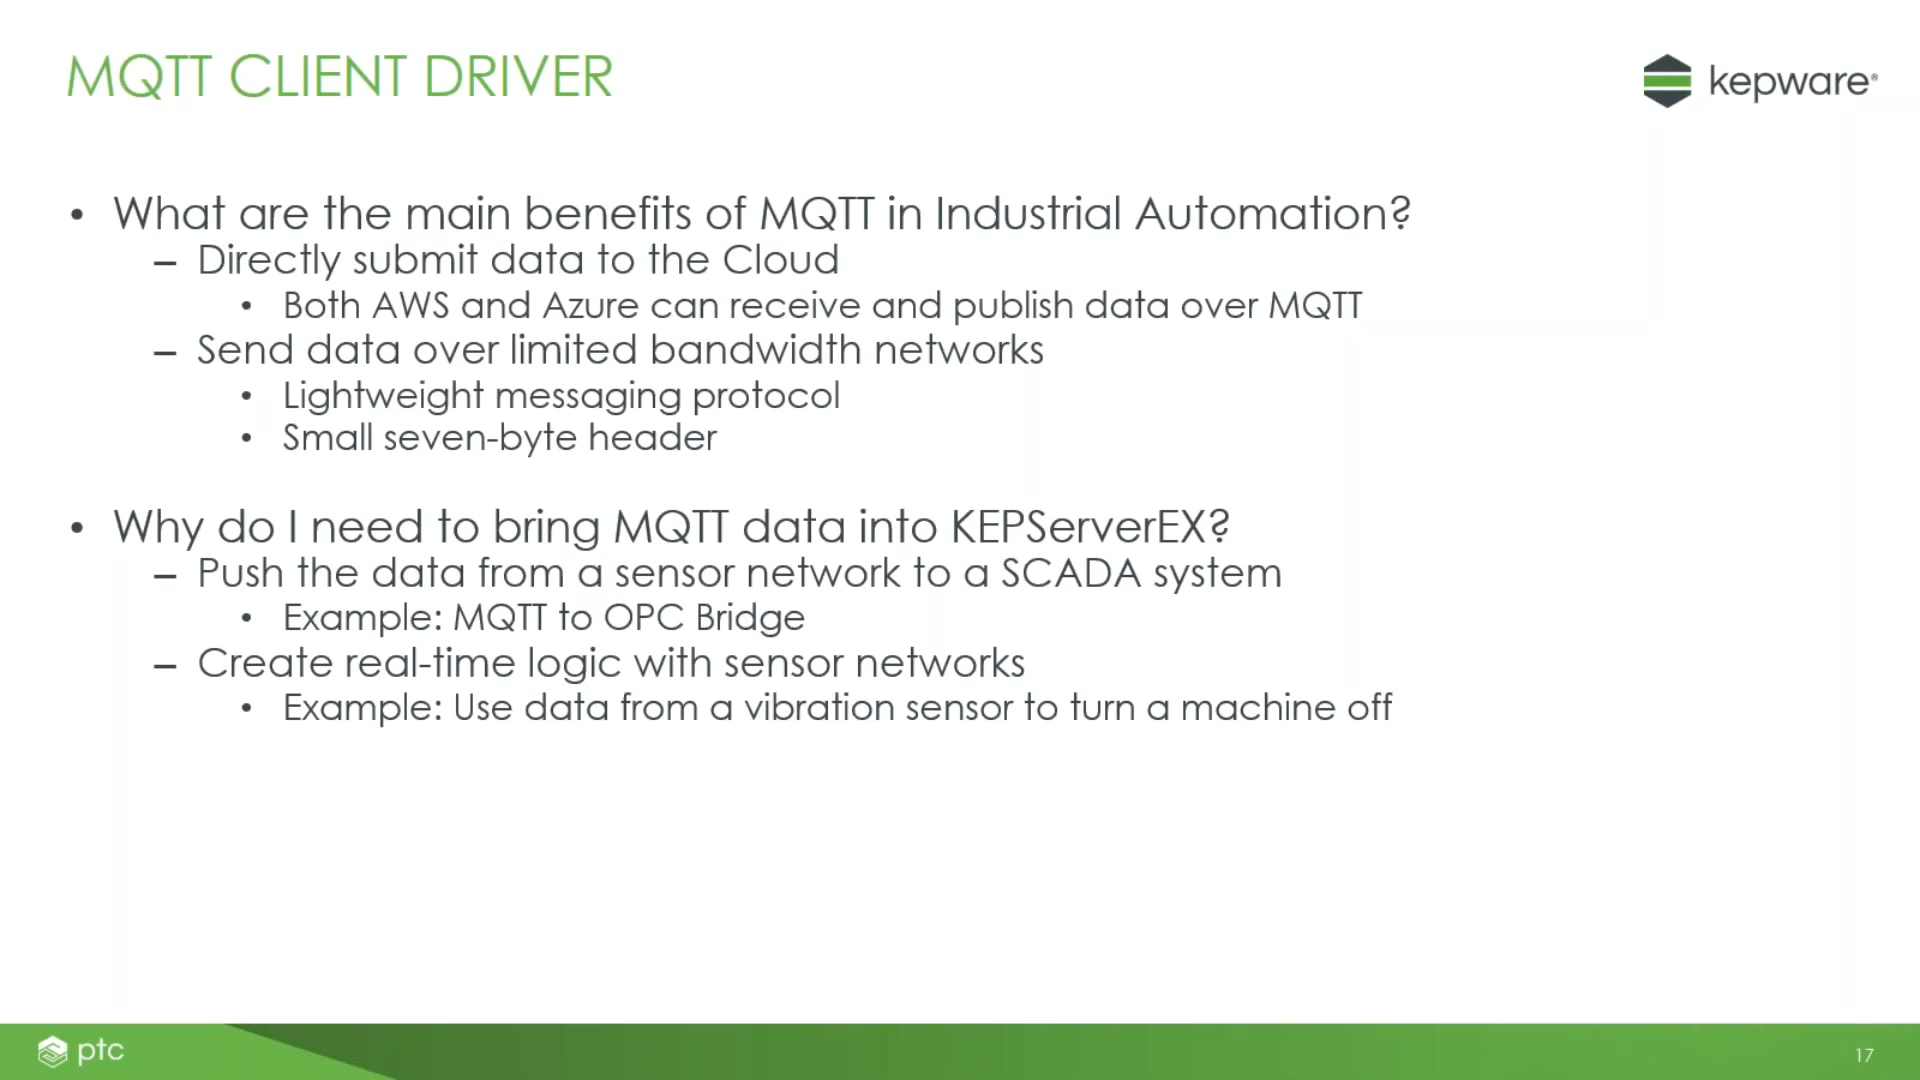 MQTT CLIENT DRIVER
kepware®
• What are the main benefits of MQTT in Industrial Automation?
– Directly submit data to the Cloud
• Both AWS and Azure can receive and publish data over MQTT
– Send data over limited bandwidth networks
• Lightweight messaging protocol
• Small seven-byte header
• Why do I need to bring MQTT data into KEPServerEX?
– Push the data from a sensor network to a SCADA system
• Example: MQTT to OPC Bridge
– Create real-time logic with sensor networks
• Example: Use data from a vibration sensor to turn a machine off
ptc
17